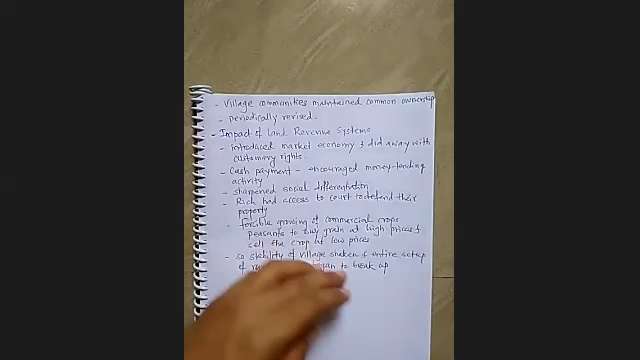 - Village communities maintained common ownership
- Periodically revised.
- Impact of Land Revenue Systems
- introduced market economy & did away with
customary rights
- Cash payment - encouraged money-lending
activity
- sharpened social differentiation
- Rich had access to court to defend their
property
- forcible growing of commercial crops
peasants to buy grain at high prices &
sell the crop at low prices
- so stability of village shaken & entire setup
of began to break up